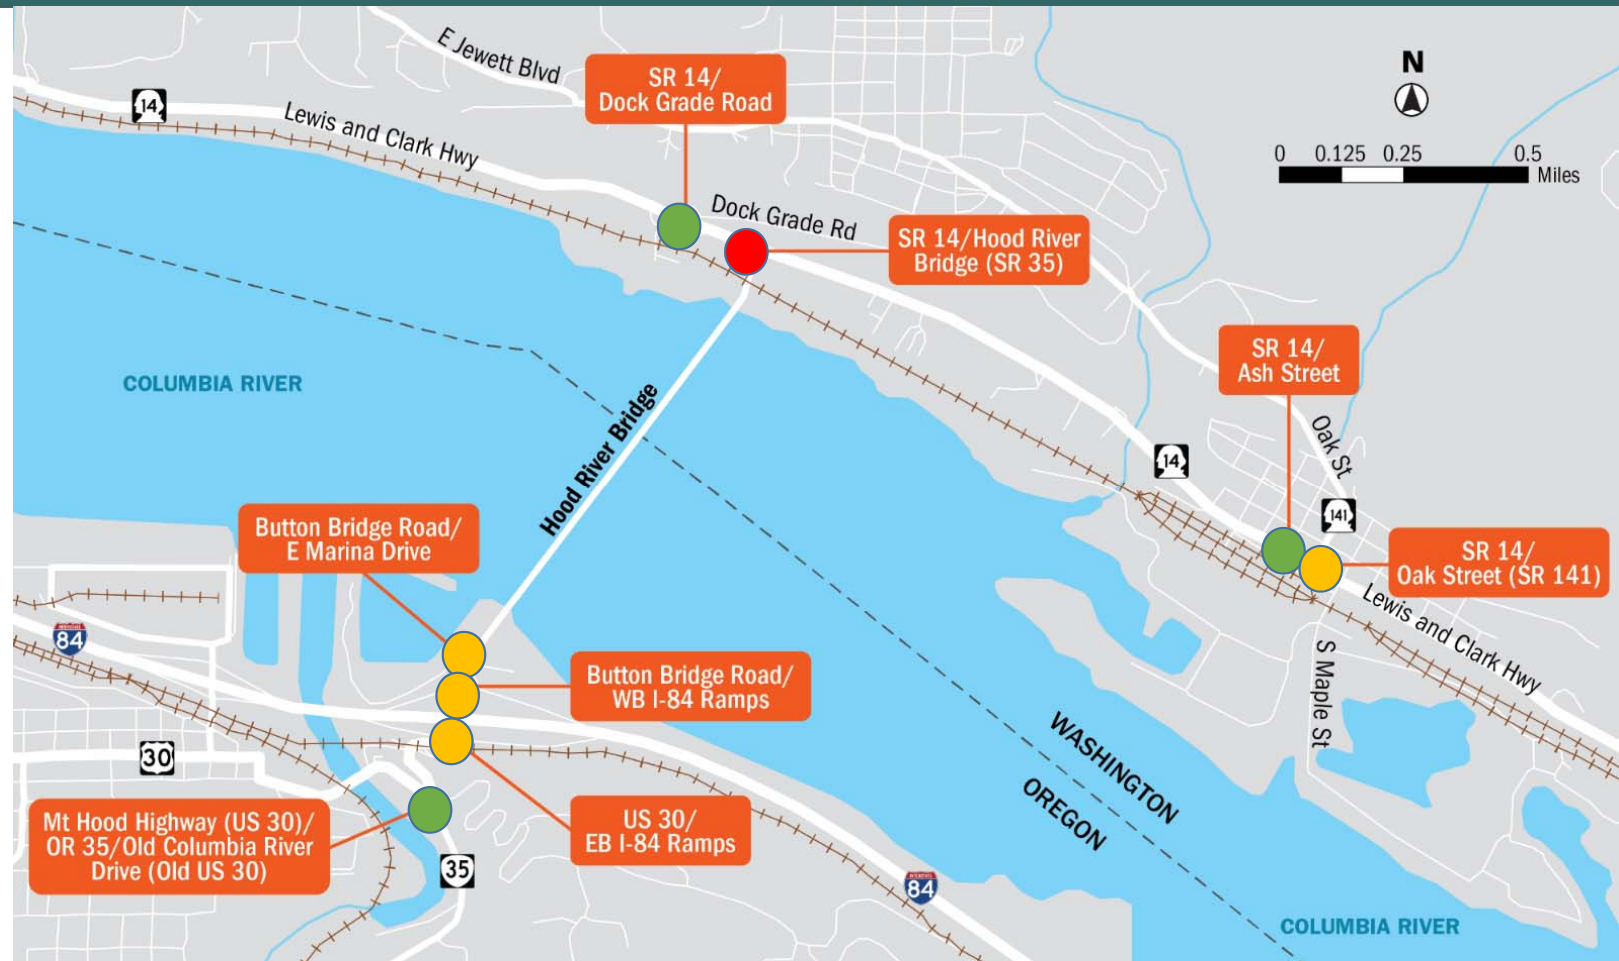 E Jewett Blvd
SR 14/
Dock Grade Road
N
14
Lewis and Clark Hwy
0 0.125 0.25 0.5
Miles
Dock Grade Rd
SR 14/Hood River
Bridge (SR 35)
COLUMBIA RIVER
Hood River Bridge
SR 14/
Ash Street
Oak St
14
141
Button Bridge Road/
E Marina Drive
SR 14/
Oak Street (SR 141)
Lewis and Clark Hwy
84
S Maple St
Button Bridge Road/
WB I-84 Ramps
WASHINGTON
OREGON
30
Mt Hood Highway (US 30)/
OR 35/Old Columbia River
Drive (Old US 30)
US 30/
EB I-84 Ramps
35
84
COLUMBIA RIVER